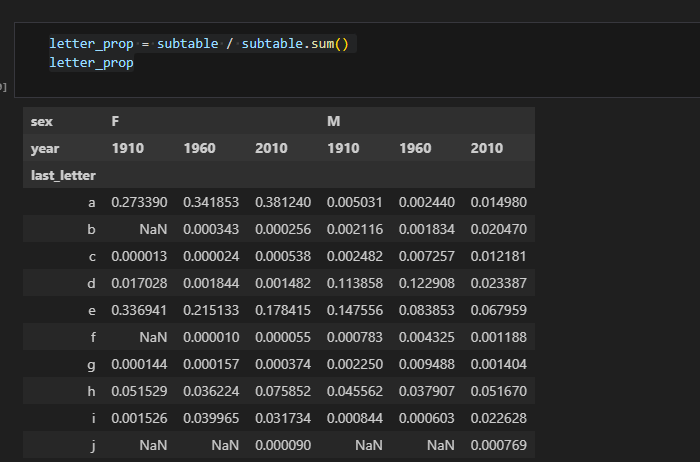 letter_prop = subtable / subtable.sum()
letter_prop
]
sex F M
year 1910 1960 2010 1910 1960 2010
last_letter
a 0.273390 0.341853 0.381240 0.005031 0.002440 0.014980
b NaN 0.000343 0.000256 0.002116 0.001834 0.020470
c 0.000013 0.000024 0.000538 0.002482 0.007257 0.012181
d 0.017028 0.001844 0.001482 0.113858 0.122908 0.023387
e 0.336941 0.215133 0.178415 0.147556 0.083853 0.067959
f NaN 0.000010 0.000055 0.000783 0.004325 0.001188
g 0.000144 0.000157 0.000374 0.002250 0.009488 0.001404
h 0.051529 0.036224 0.075852 0.045562 0.037907 0.051670
i 0.001526 0.039965 0.031734 0.000844 0.000603 0.022628
j NaN NaN 0.000090 NaN NaN 0.000769